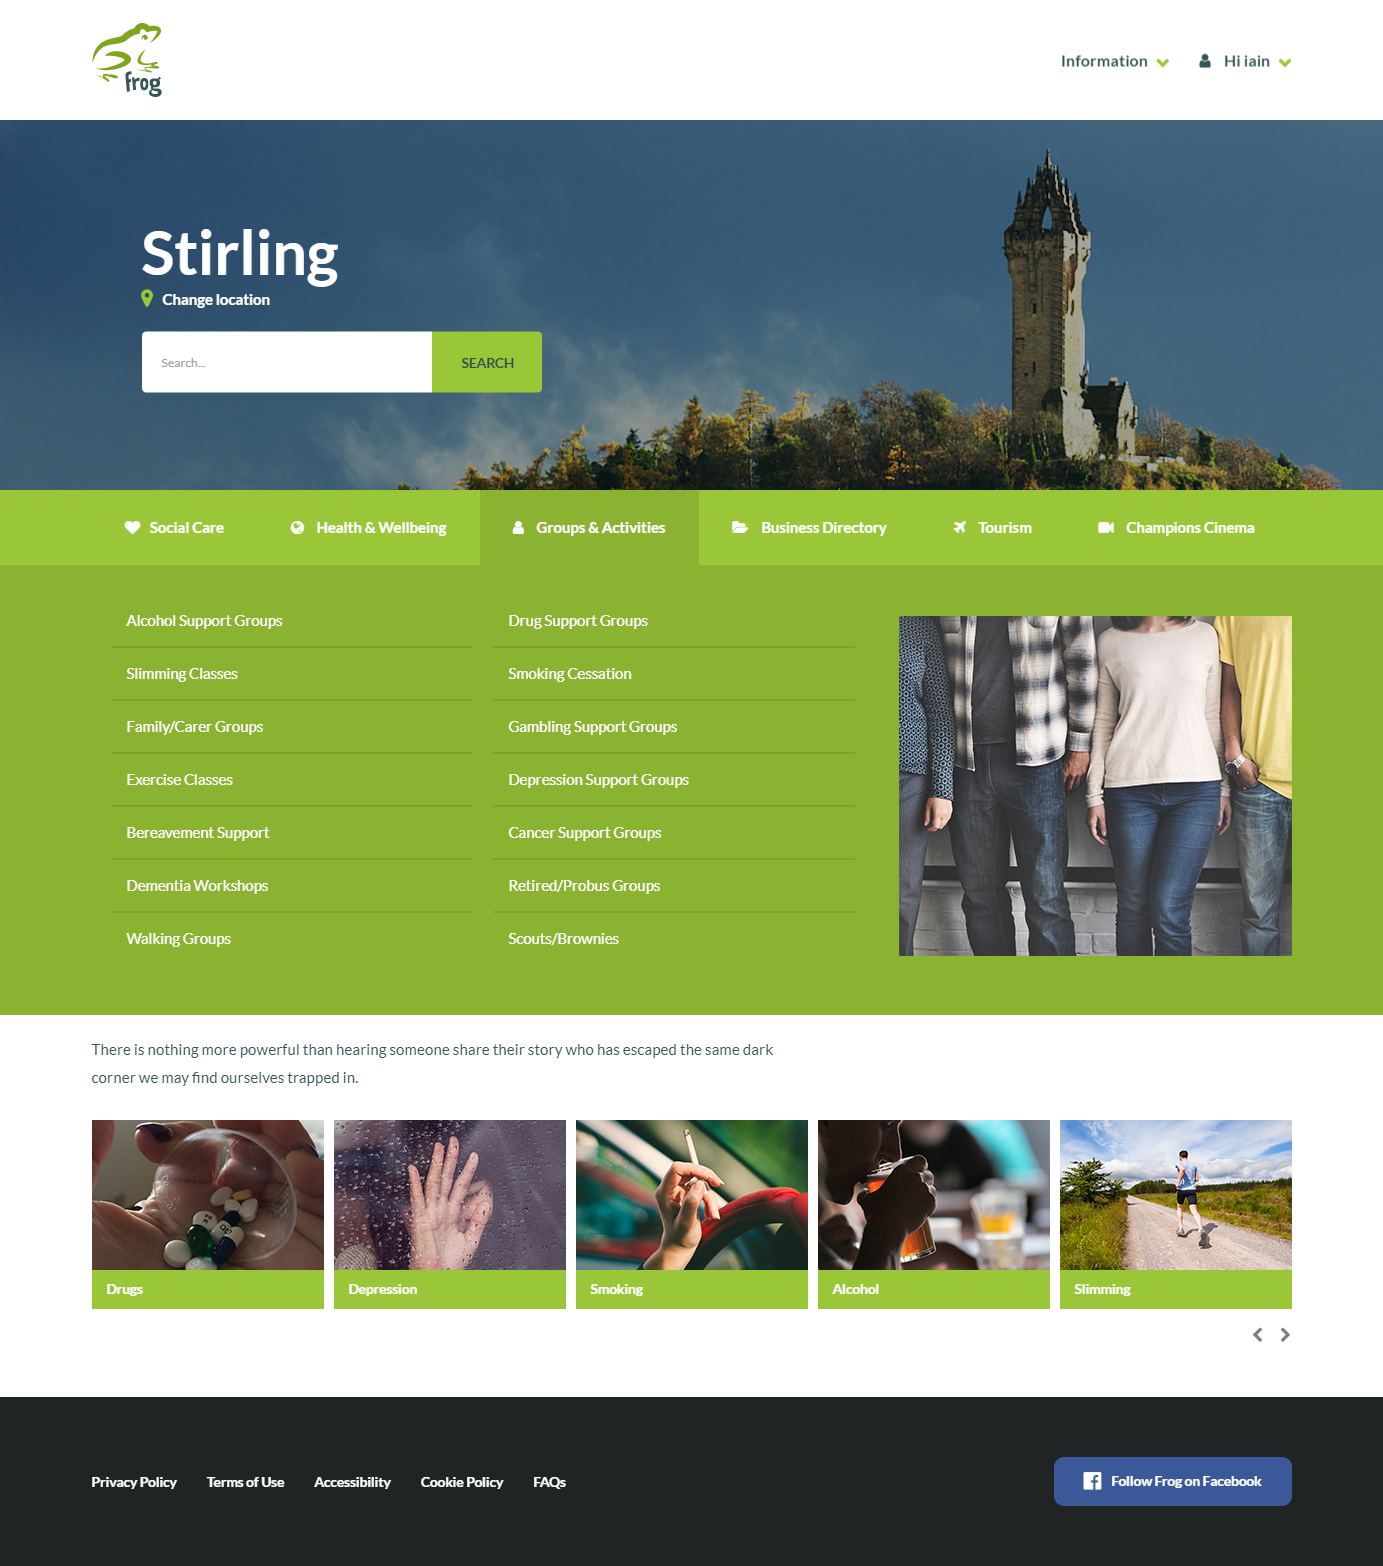 frog
Information
Hi iain
Stirling
Change location
Search...
SEARCH
Social Care
Health & Wellbeing
Groups & Activities
Business Directory
Tourism
Champions Cinema
Alcohol Support Groups
Drug Support Groups
Slimming Classes
Smoking Cessation
Family/Carer Groups
Gambling Support Groups
Exercise Classes
Depression Support Groups
Bereavement Support
Cancer Support Groups
Dementia Workshops
Retired/Probus Groups
Walking Groups
Scouts/Brownies
There is nothing more powerful than hearing someone share their story who has escaped the same dark
corner we may find ourselves trapped in.
Drugs
Depression
Smoking
Alcohol
Slimming
Privacy Policy
Terms of Use
Accessibility
Cookie Policy
FAQs
Follow Frog on Facebook